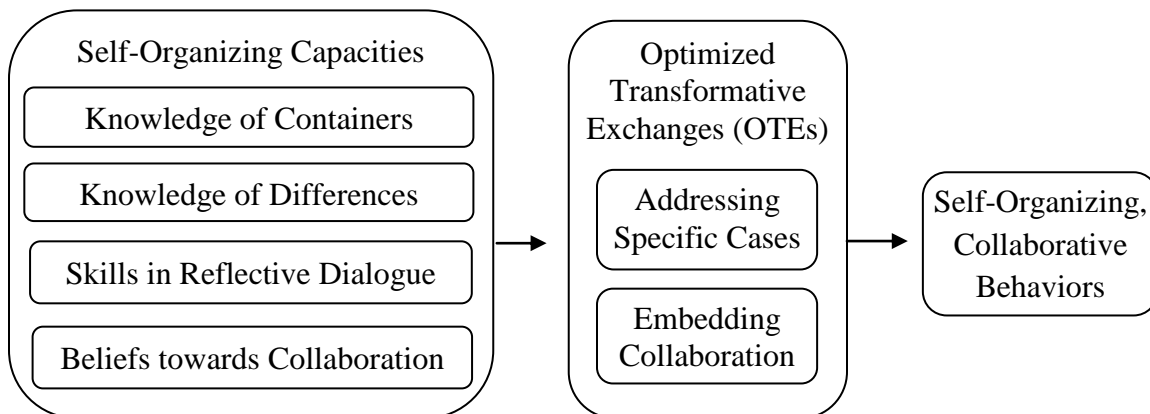 Self-Organizing Capacities
Knowledge of Containers
Knowledge of Differences
Skills in Reflective Dialogue
Beliefs towards Collaboration
Optimized
Transformative
Exchanges (OTEs)
Addressing
Specific Cases
Embedding
Collaboration
Self-Organizing,
Collaborative
Behaviors